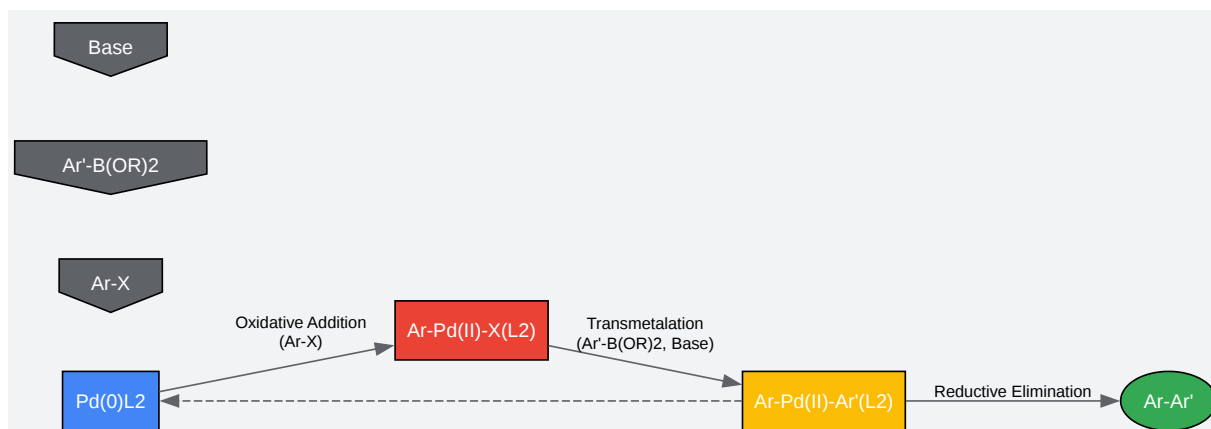 Base
Ar'-B(OR)2
Ar-X
Oxidative Addition
(Ar-X)
Ar-Pd(II)-X(L2)
Transmetalation
(Ar'-B(OR)2, Base)
Pd(0)L2
Ar-Pd(II)-Ar'(L2)
Reductive Elimination
Ar-Ar'